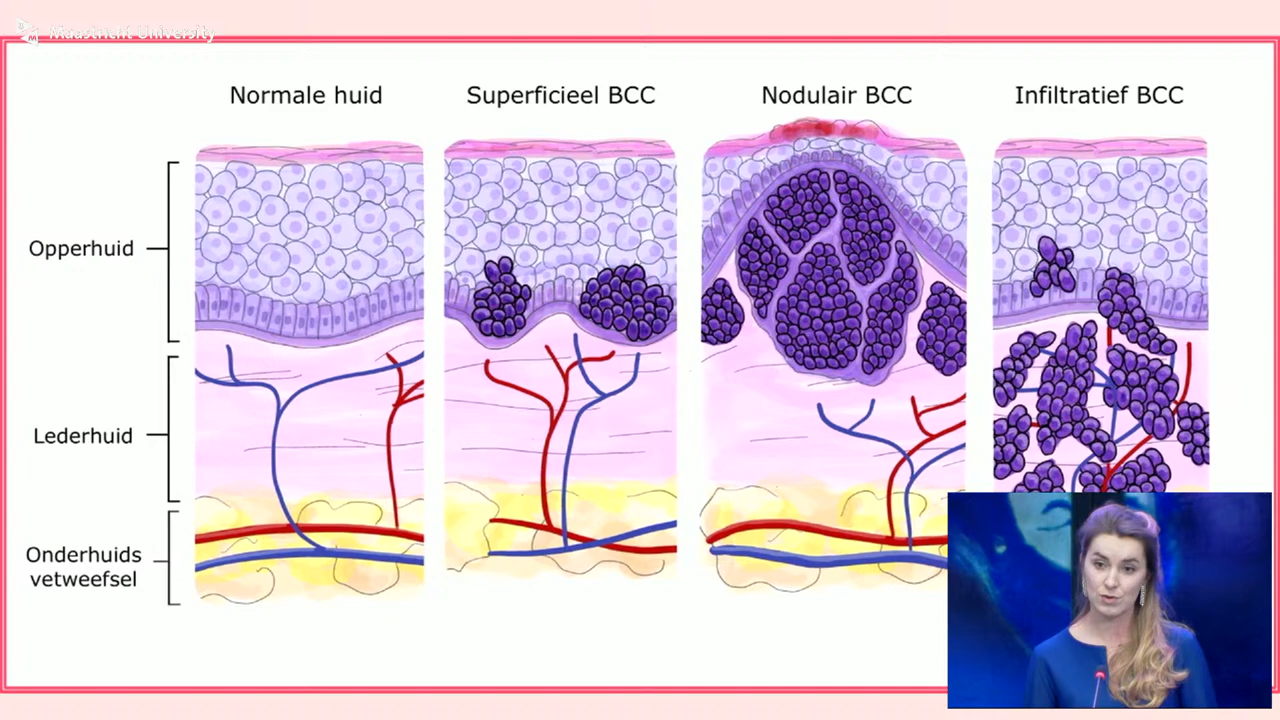 Maastricht University
Normale huid
Superficieel BCC
Nodulair BCC
Infiltratief BCC
Opperhuid
Lederhuid
Onderhuids
vetweefsel